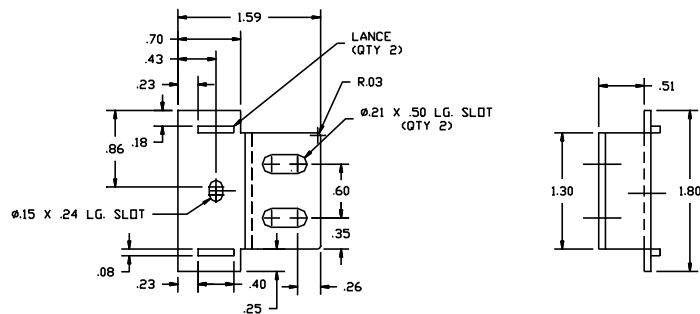 1.59
.70
.43
.23
LANCE
(QTY 2)
R.03
ø.21 X .50 LG. SLOT
(QTY 2)
.86
.18
.60
.35
ø.15 X .24 LG. SLOT
.08
.23
.40
.25
.26
.51
1.30
1.80